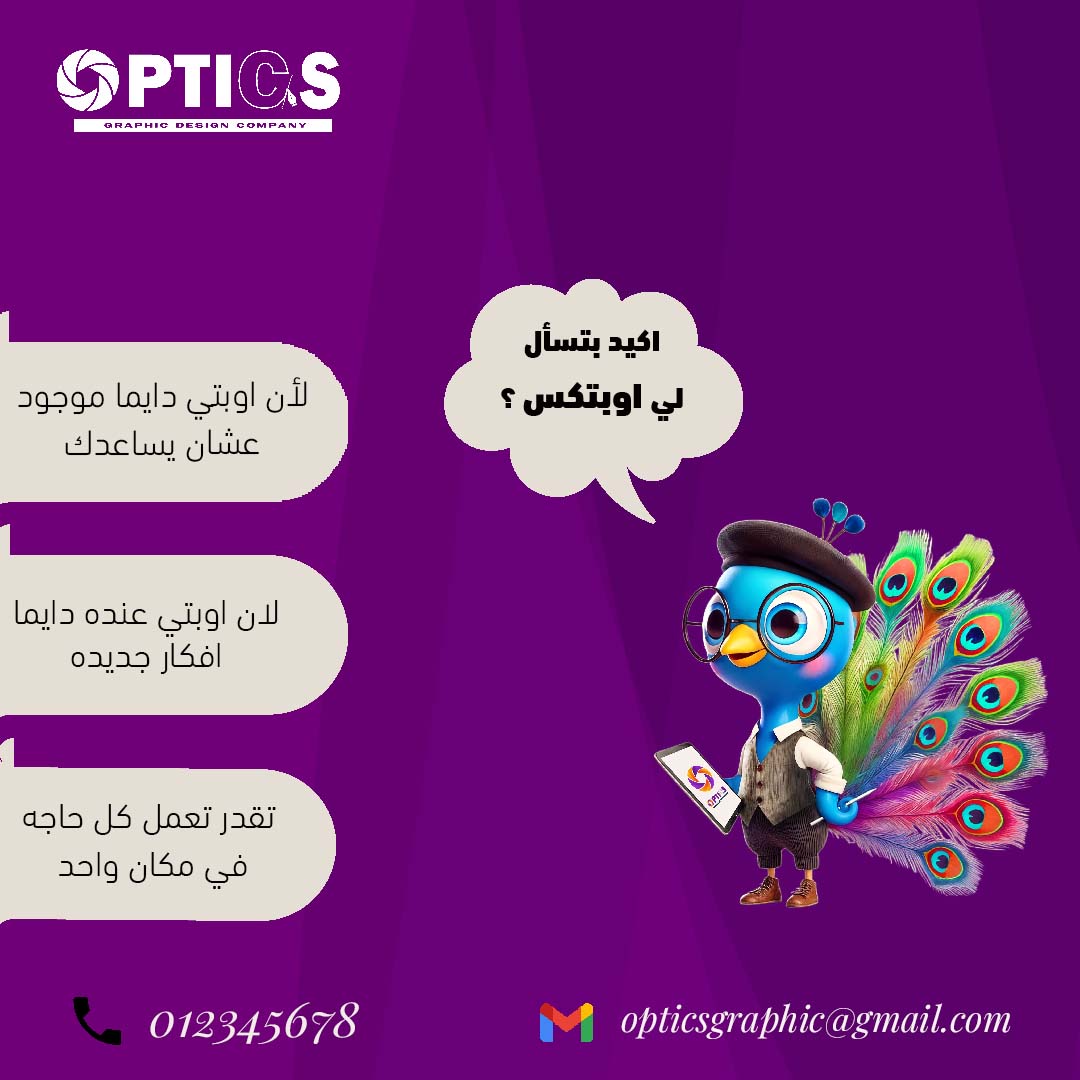 OPTICS
GRAPHIC DESIGN COMPANY
اكيد بتسأل
لي اوبتكس ؟
لأن اوبتي دايما موجود
عشان يساعدك
لان اوبتي عنده دايما
افكار جديده
تقدر تعمل كل حاجه
في مكان واحد
OPTICS
012345678
opticsgraphic@gmail.com